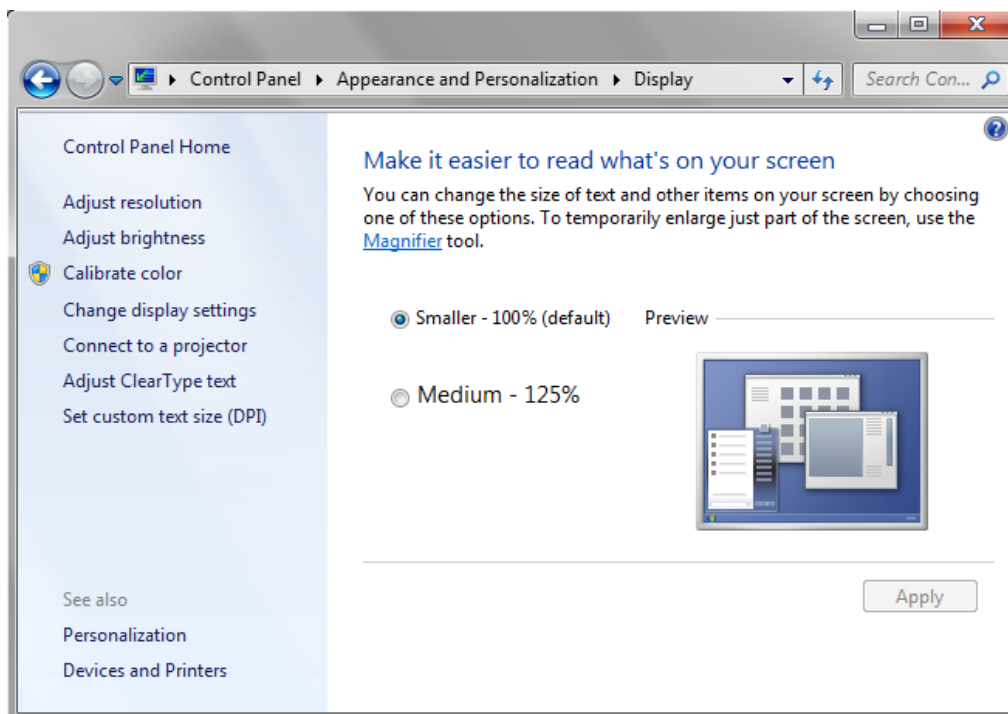 Control Panel Appearance and Personalization Display Search Con...
Control Panel Home
Adjust resolution
Adjust brightness
Calibrate color
Change display settings
Connect to a projector
Adjust ClearType text
Set custom text size (DPI)
See also
Personalization
Devices and Printers
Make it easier to read what's on your screen
You can change the size of text and other items on your screen by choosing
one of these options. To temporarily enlarge just part of the screen, use the
Magnifier tool.
Smaller - 100% (default) Preview
Medium - 125%
Apply